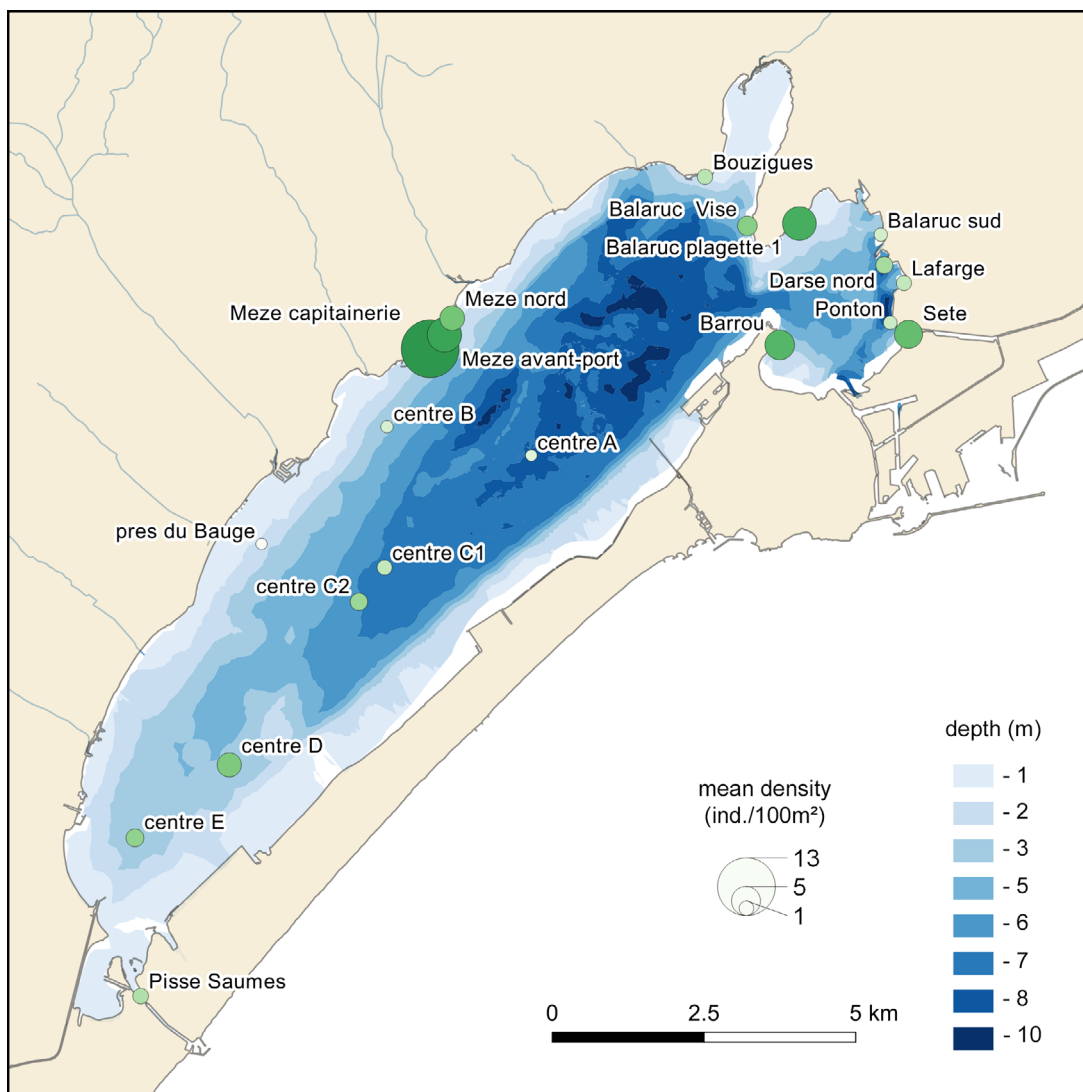 Bouzigues
Balaruc Vise
Balaruc sud
Balaruc plagette 1
Darse nord
Lafarge
Meze nord
Meze capitainerie
Ponton
Sete
Barrou
Meze avant-port
centre B
centre A
pres du Bauge
centre C1
centre C2
centre D
centre E
Pisse Saumes
mean density
(ind./100m²)
13
5
1
0 2.5 5 km
depth (m)
- 1
- 2
- 3
- 5
- 6
- 7
- 8
- 10